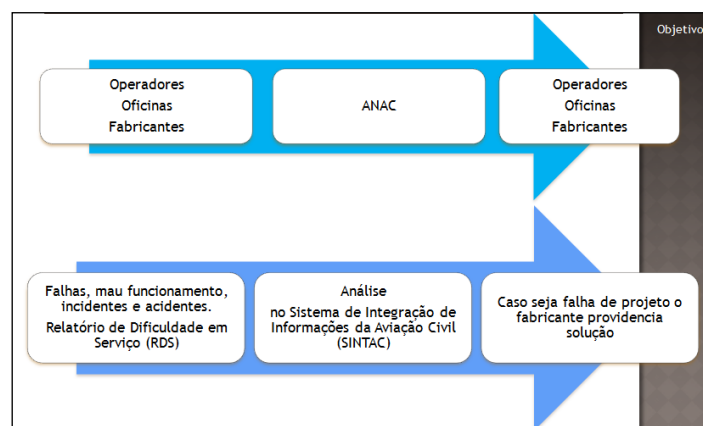 Objetivo
Operadores
Oficinas
Fabricantes
ANAC
Operadores
Oficinas
Fabricantes
Falhas, mau funcionamento,
incidentes e acidentes.
Relatório de Dificuldade em
Serviço (RDS)
Análise
no Sistema de Integração de
Informações da Aviação Civil
(SINTAC)
Caso seja falha de projeto o
fabricante providencia
solução